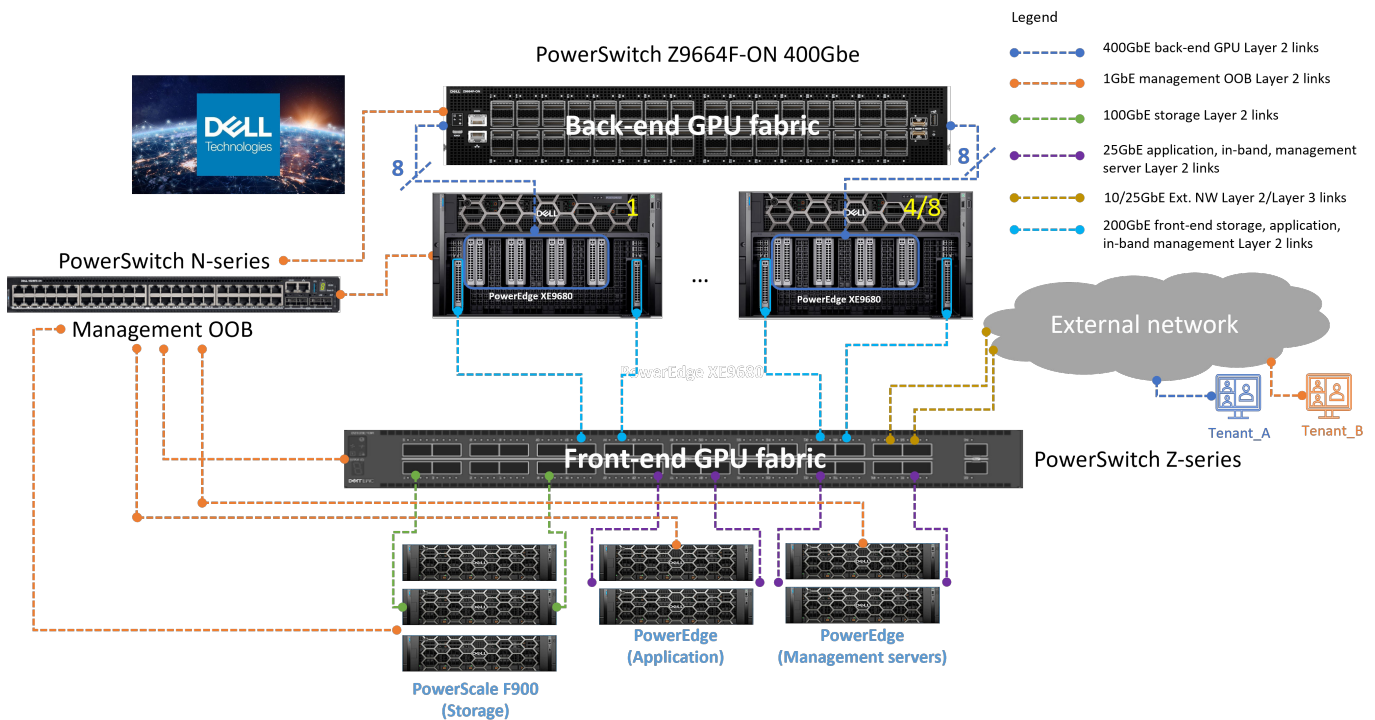 Legend
PowerSwitch Z9664F-ON 400Gbe
400GbE back-end GPU Layer 2 links
1GbE management OOB Layer 2 links
100GbE storage Layer 2 links
25GbE application, in-band, management
server Layer 2 links
10/25GbE Ext. NW Layer 2/Layer 3 links
200GbE front-end storage, application,
in-band management Layer 2 links
DELL
Technologies
Back-end GPU fabric
8
8
1
4/8
DELL
DELL
PowerEdge XE9680
PowerEdge XE9680
...
PowerSwitch N-series
Management OOB
External network
PowerEdge XE9680
Tenant_A
Tenant_B
Front-end GPU fabric
PowerSwitch Z-series
PowerEdge
(Application)
PowerEdge
(Management servers)
PowerScale F900
(Storage)